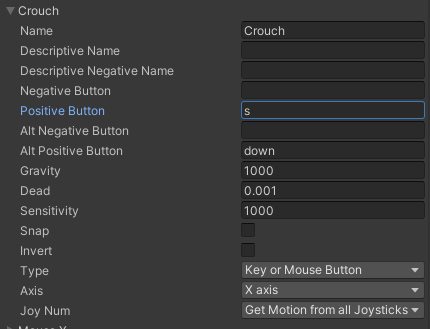 Crouch
Name Crouch
Descriptive Name
Descriptive Negative Name
Negative Button
Positive Button s
Alt Negative Button
Alt Positive Button down
Gravity 1000
Dead 0.001
Sensitivity 1000
Snap
Invert
Type Key or Mouse Button
Axis X axis
Joy Num Get Motion from all Joysticks